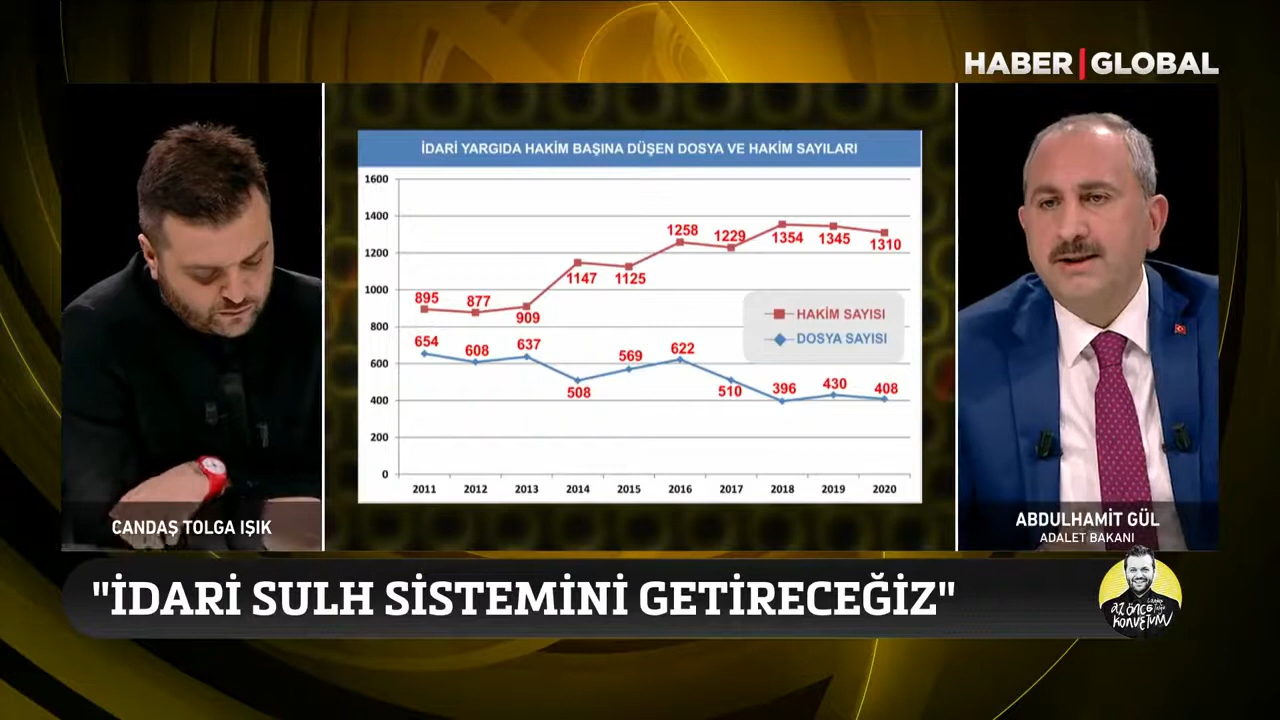 HABER GLOBAL
İDARİ YARGIDA HAKİM BAŞINA DÜŞEN DOSYA VE HAKİM SAYILARI
1600
1400
1200
1000
800
600
400
200
0
895 877 909 1147 1125 1258 1229 1354 1345 1310
HAKİM SAYISI
DOSYA SAYISI
654 608 637 508 569 622 510 396 430 408
2011 2012 2013 2014 2015 2016 2017 2018 2019 2020
CANDAŞ TOLGA IŞIK
ABDULHAMİT GÜL
ADALET BAKANI
"İDARİ SULH SİSTEMİNİ GETİRECEĞİZ"
AZ ÖNCE
KONUŞTUM